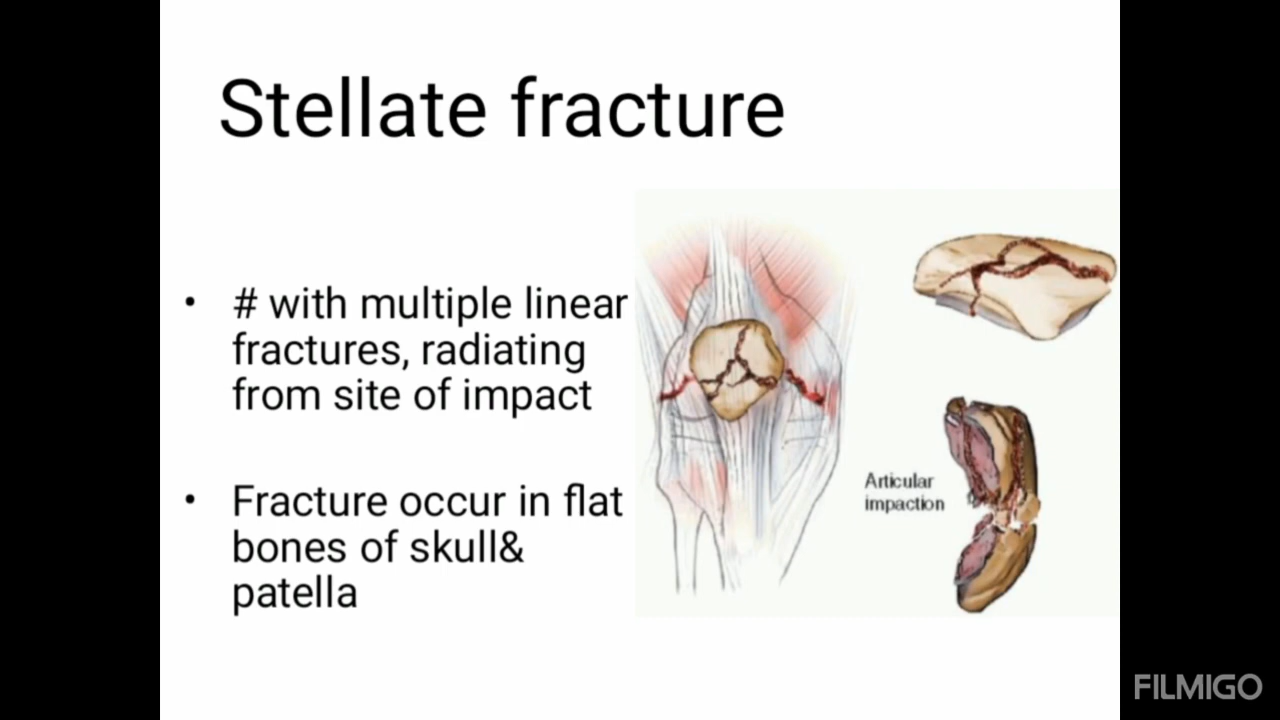 Stellate fracture
• # with multiple linear
fractures, radiating
from site of impact
• Fracture occur in flat
bones of skull&
patella
Articular
impaction
FILMIGO